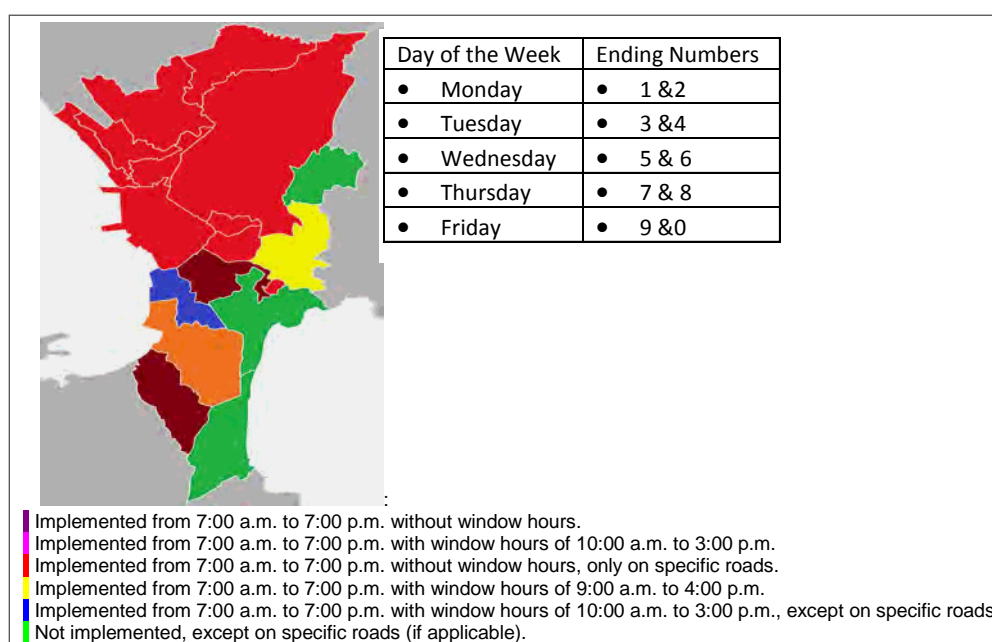 Day of the Week Ending Numbers
• Monday • 1 &2
• Tuesday • 3 &4
• Wednesday • 5 & 6
• Thursday • 7 & 8
• Friday • 9 &0
:
Implemented from 7:00 a.m. to 7:00 p.m. without window hours.
Implemented from 7:00 a.m. to 7:00 p.m. with window hours of 10:00 a.m. to 3:00 p.m.
Implemented from 7:00 a.m. to 7:00 p.m. without window hours, only on specific roads.
Implemented from 7:00 a.m. to 7:00 p.m. with window hours of 9:00 a.m. to 4:00 p.m.
Implemented from 7:00 a.m. to 7:00 p.m. with window hours of 10:00 a.m. to 3:00 p.m., except on specific roads
Not implemented, except on specific roads (if applicable).